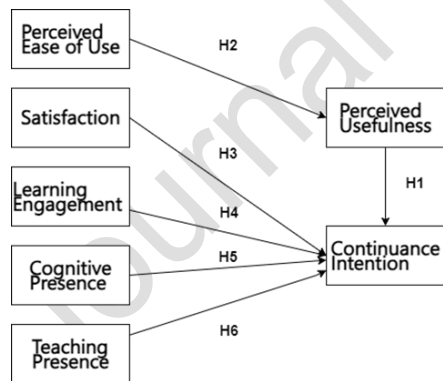 Perceived
Ease of Use
H2
Satisfaction
Perceived
Usefulness
H3
H1
Learning
Engagement
H4
Continuance
Intention
H5
Cognitive
Presence
H6
Teaching
Presence
Journal